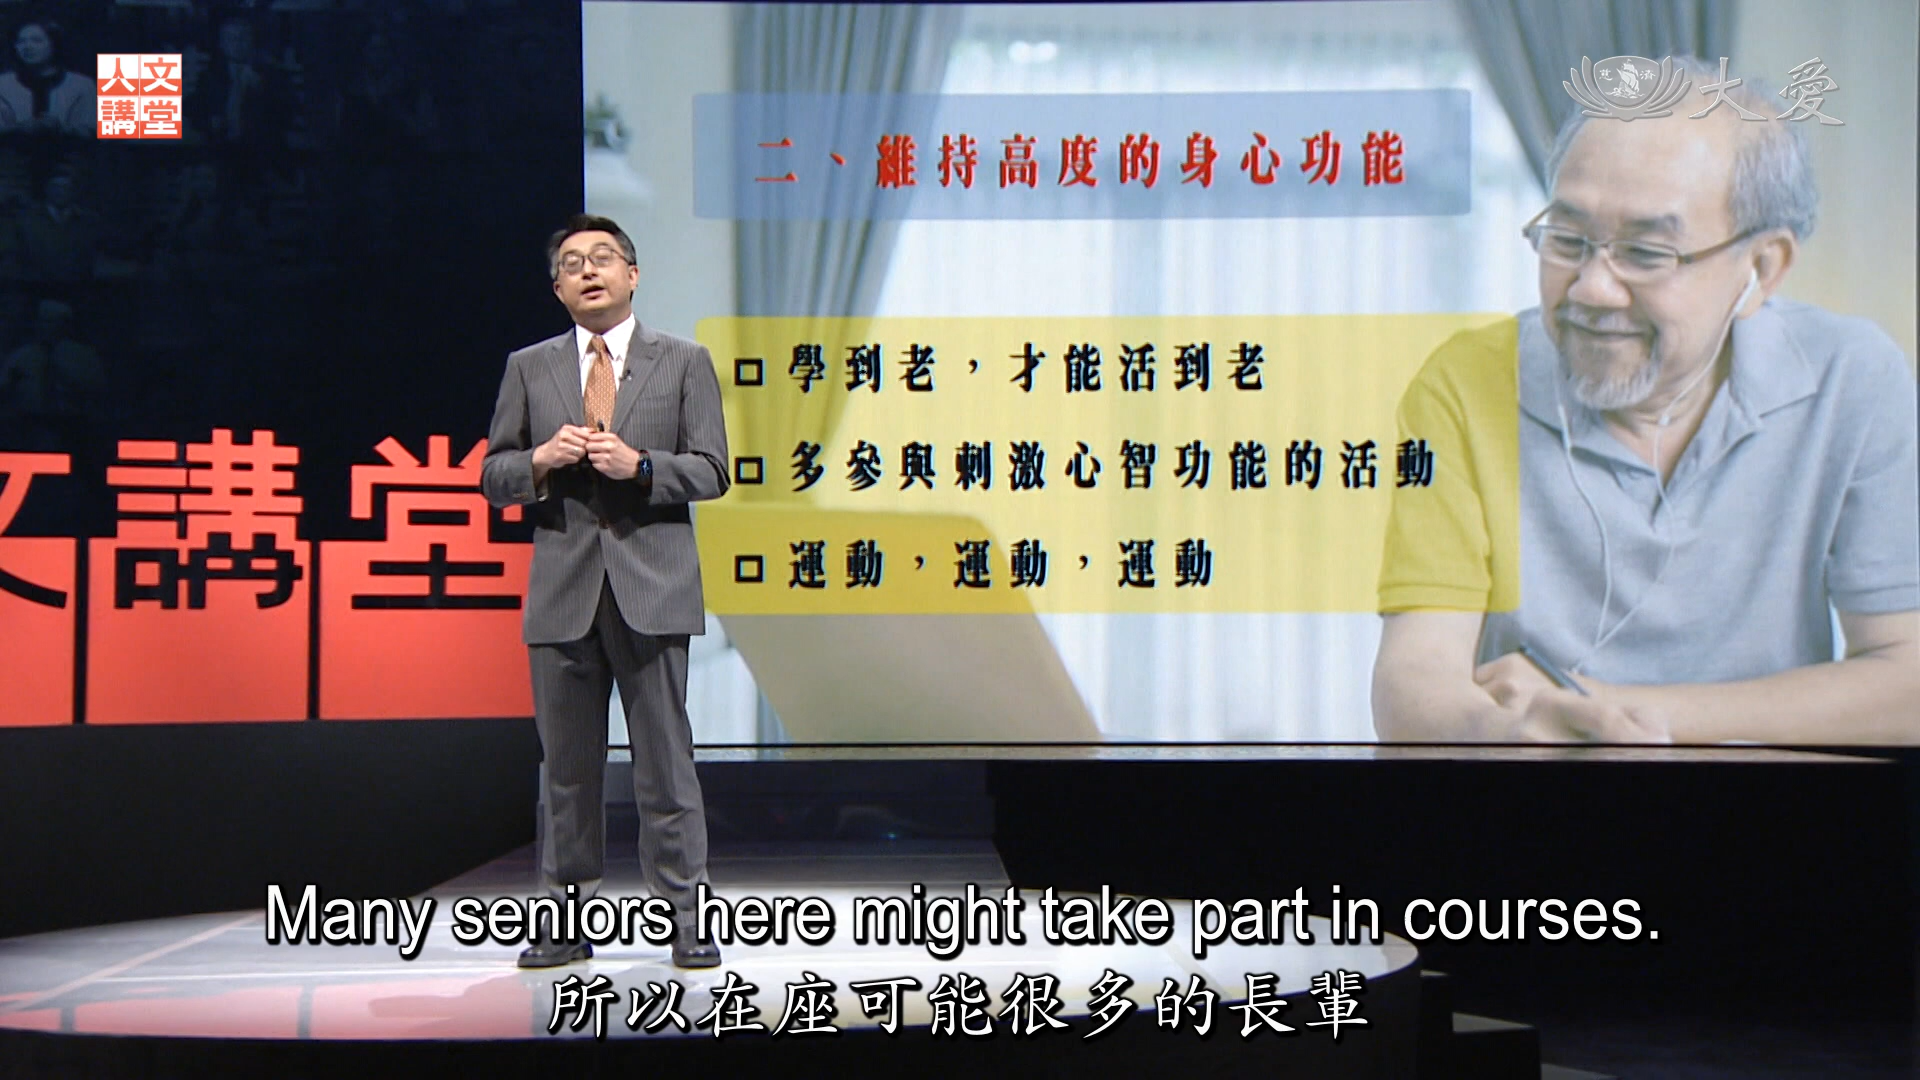 人文
講堂
慈濟
大愛
二、維持高度的身心功能
學到老，才能活到老
多參與刺激心智功能的活動
運動，運動，運動
文講堂
Many seniors here might take part in courses.
所以在座可能很多的長輩